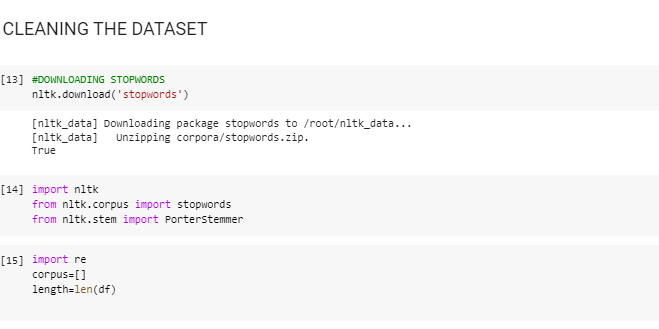 CLEANING THE DATASET
[13] #DOWNLOADING STOPWORDS
nltk.download('stopwords')
[nltk_data] Downloading package stopwords to /root/nltk_data...
[nltk_data]   Unzipping corpora/stopwords.zip.
True
[14] import nltk
from nltk.corpus import stopwords
from nltk.stem import PorterStemmer
[15] import re
corpus=[]
length=len(df)